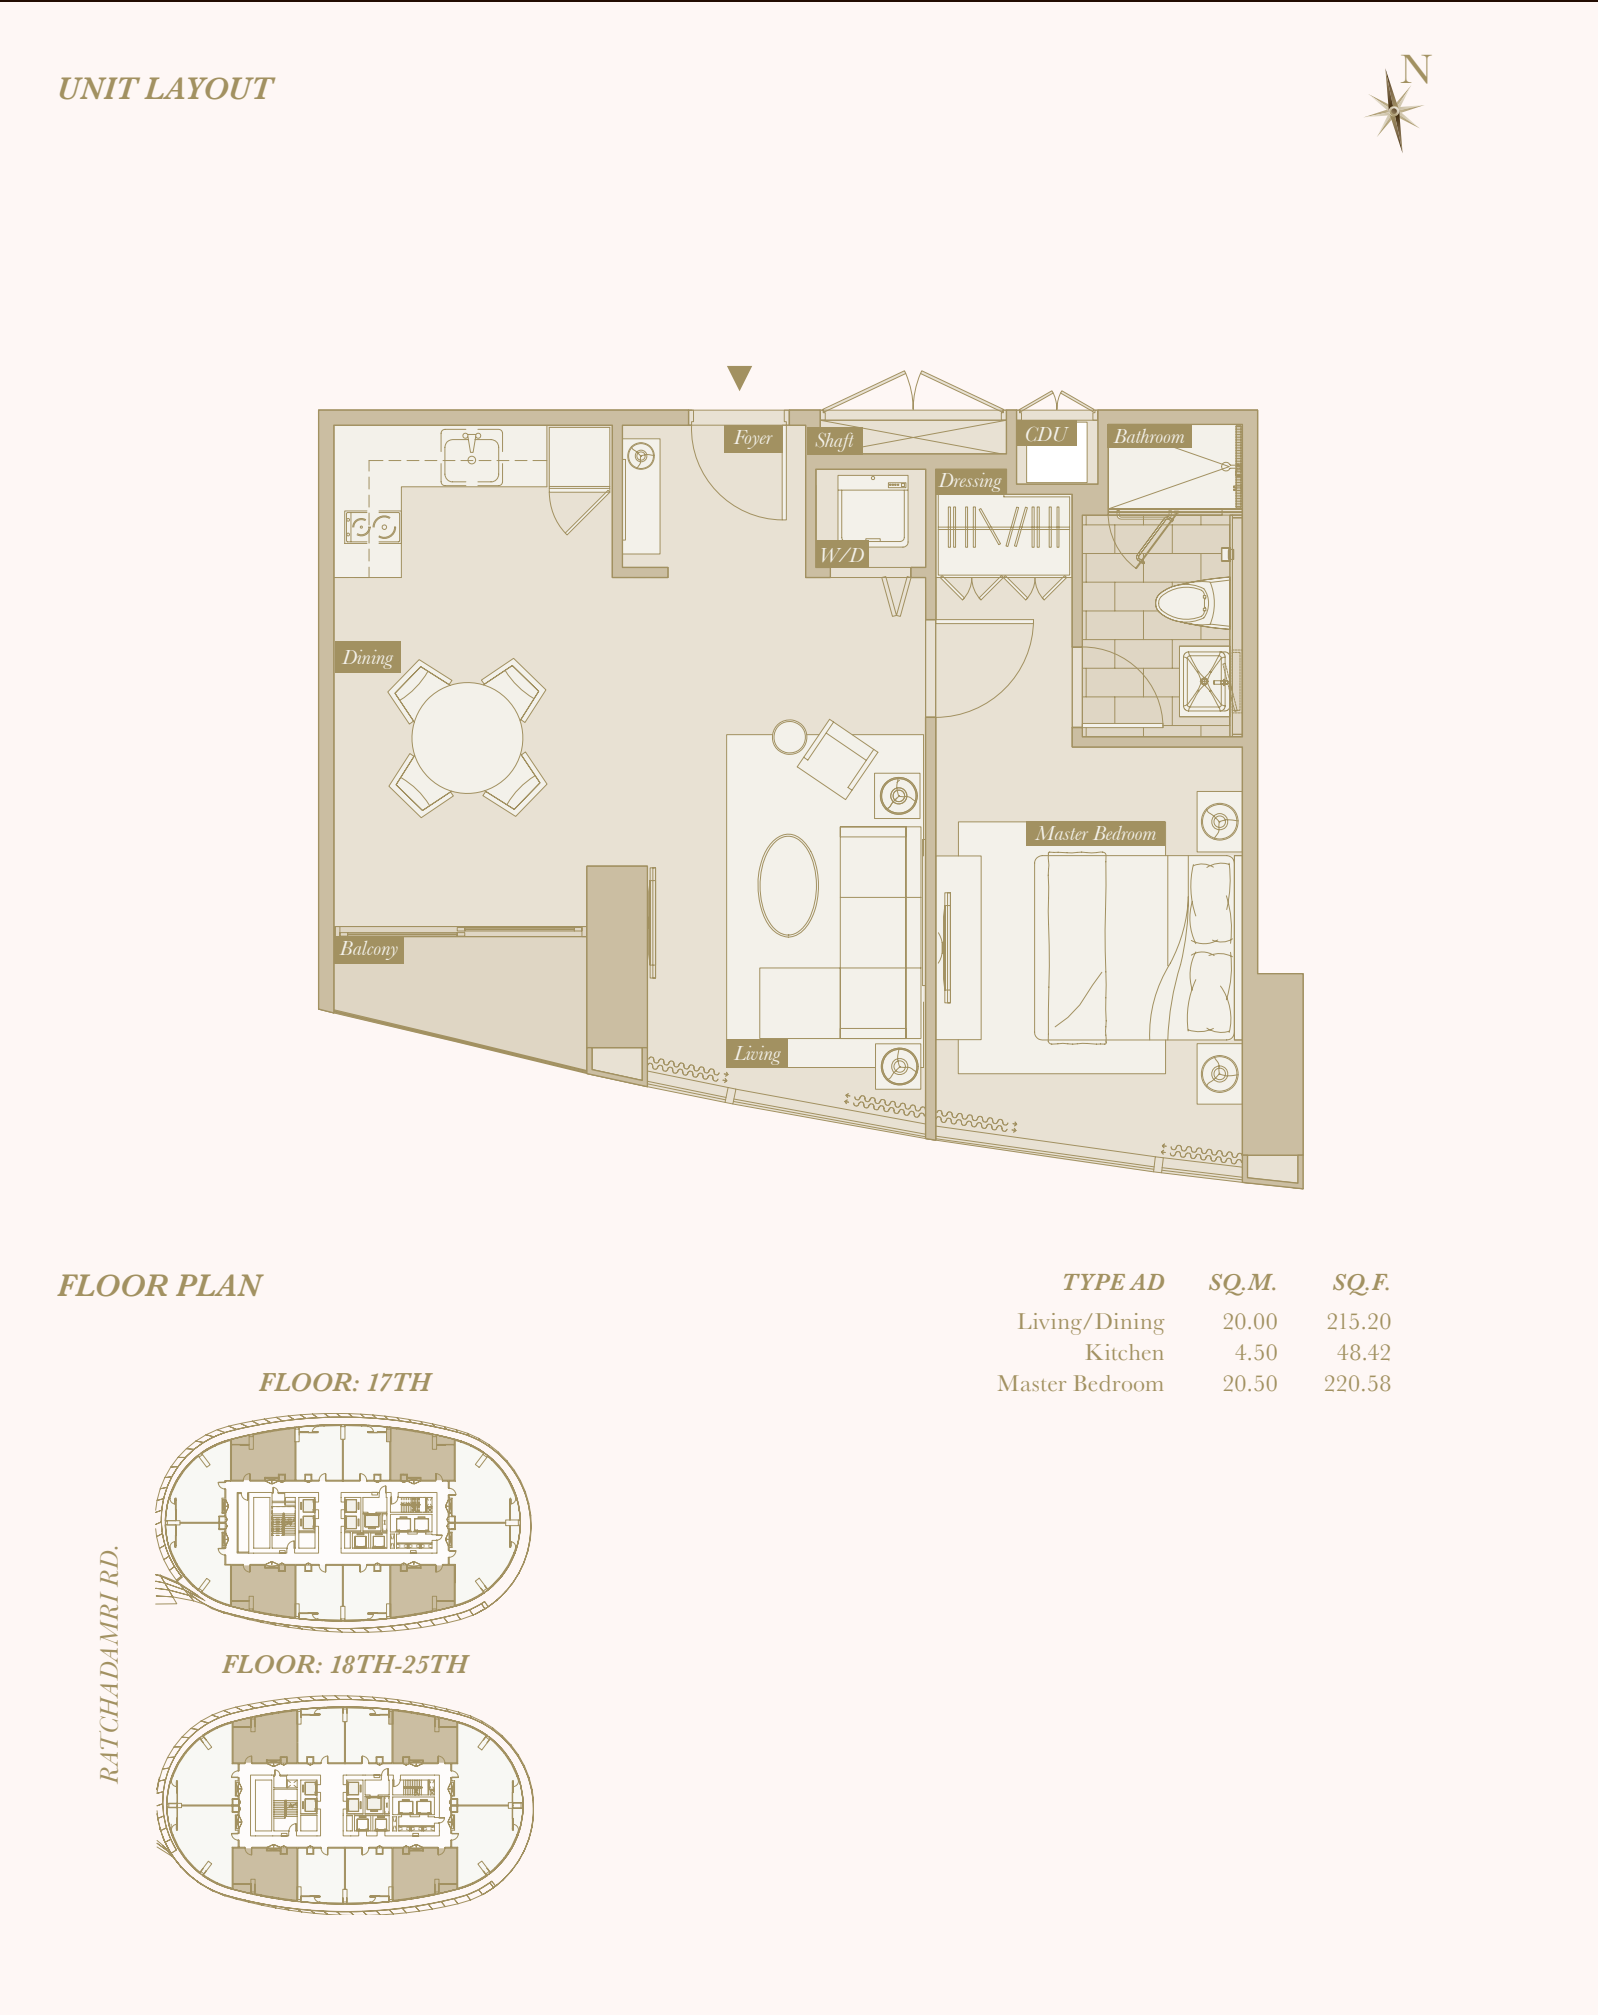 UNIT LAYOUT
N
Foyer
Shaft
CDU
Bathroom
Dressing
W/D
Dining
Master Bedroom
Balcony
Living
FLOOR PLAN
TYPE AD SQ.M. SQ.F.
Living/Dining 20.00 215.20
Kitchen 4.50 48.42
Master Bedroom 20.50 220.58
FLOOR: 17TH
RATCHADAMRI RD.
FLOOR: 18TH-25TH